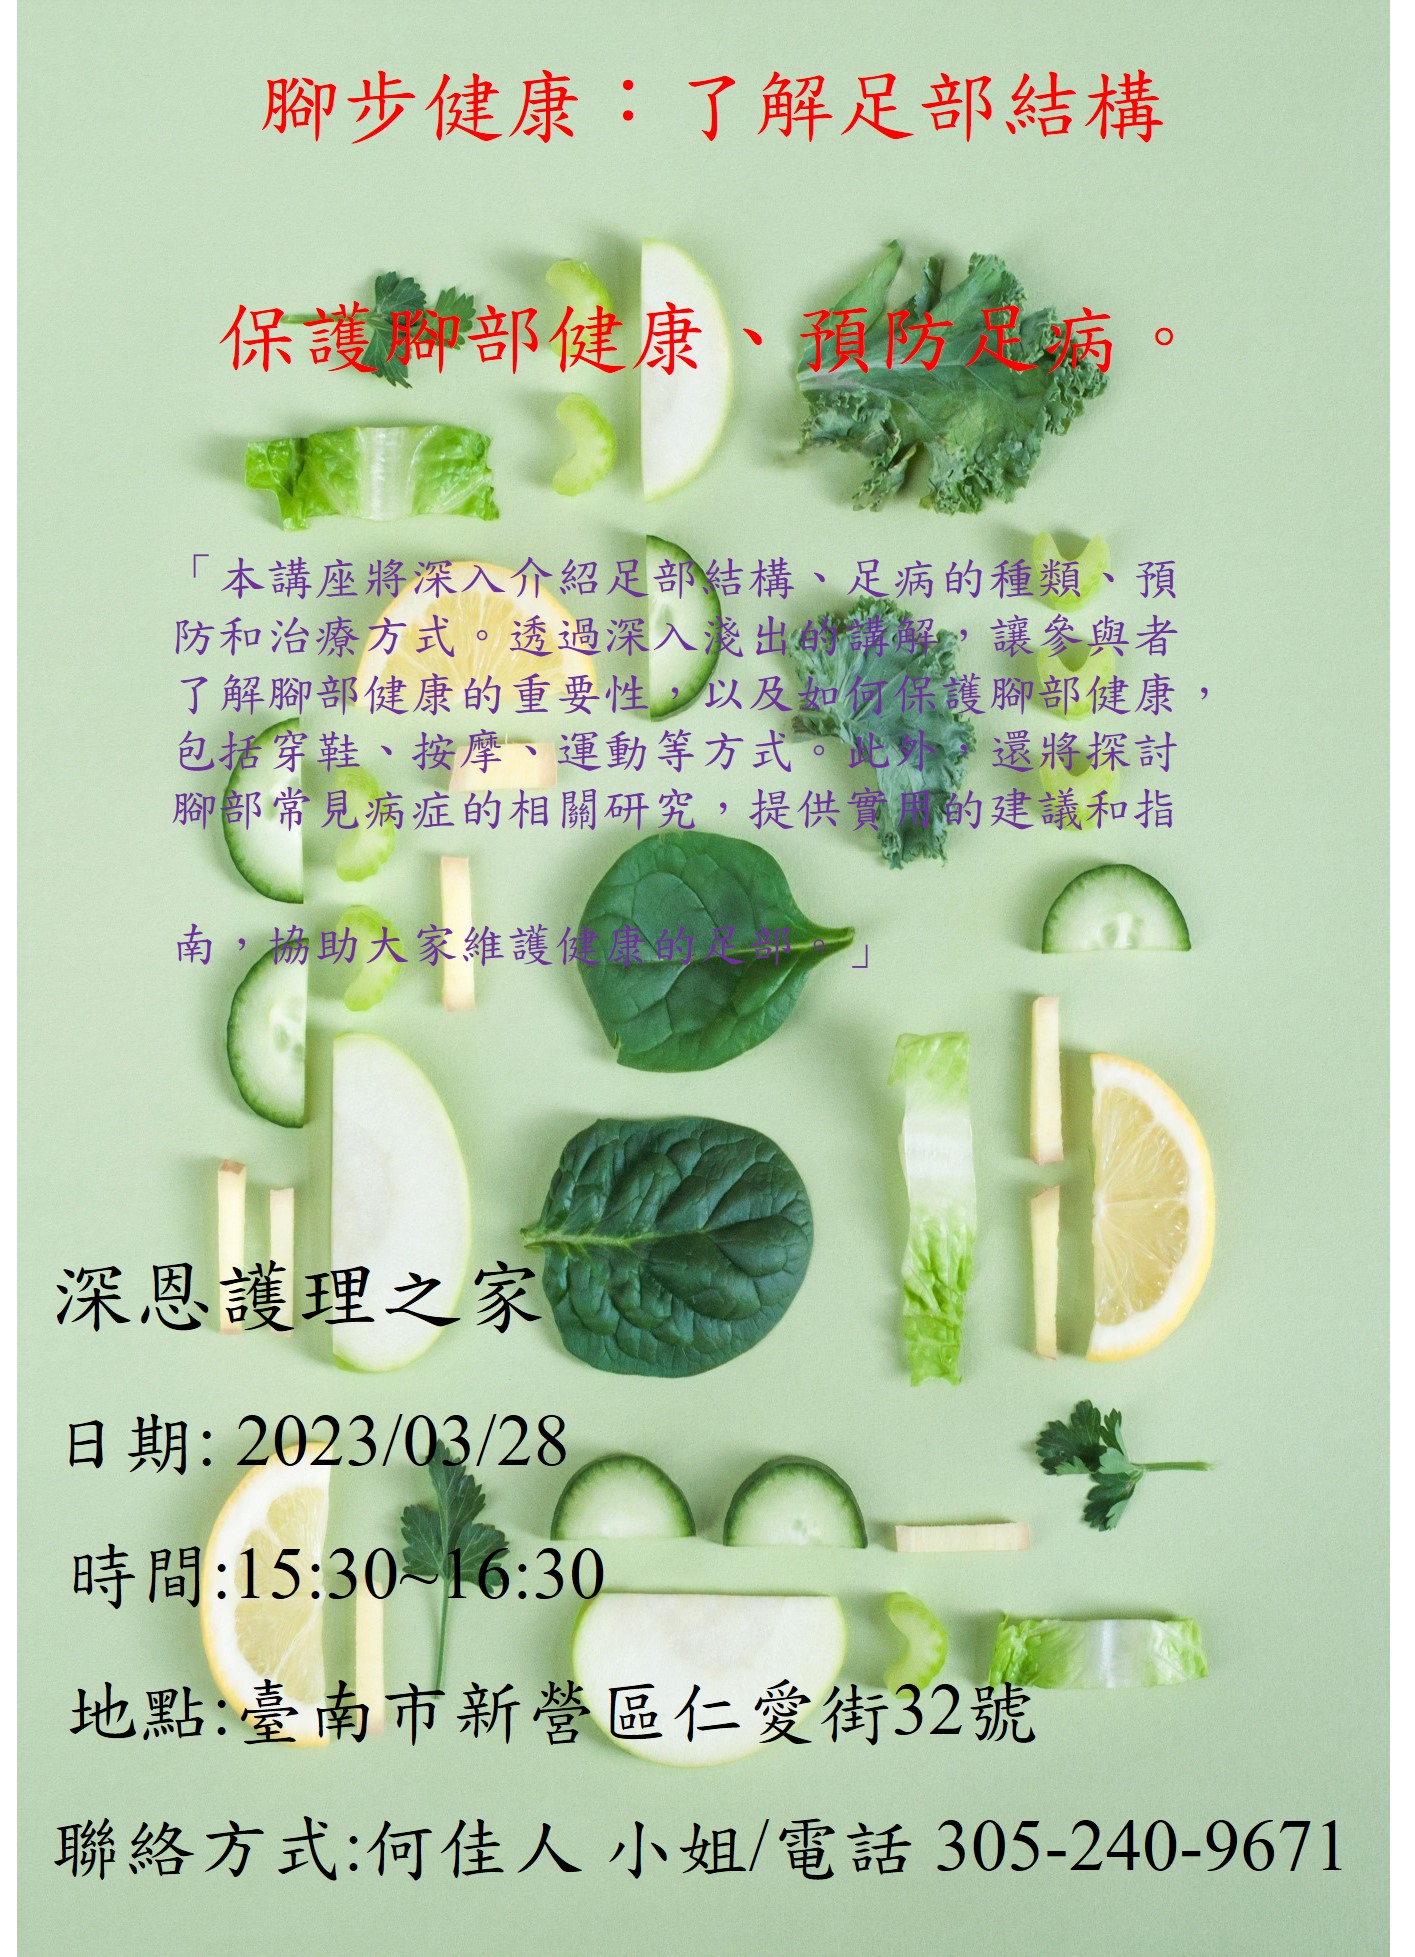 腳步健康：了解足部結構
保護腳部健康、預防足病。
「本講座將深入介紹足部結構、足病的種類、預
防和治療方式。透過深入淺出的講解，讓參與者
了解腳部健康的重要性，以及如何保護腳部健康，
包括穿鞋、按摩、運動等方式。此外，還將探討
腳部常見病症的相關研究，提供實用的建議和指
南，協助大家維護健康的足部。」
深恩護理之家
日期: 2023/03/28
時間:15:30~16:30
地點:臺南市新營區仁愛街32號
聯絡方式:何佳人 小姐/電話 305-240-9671